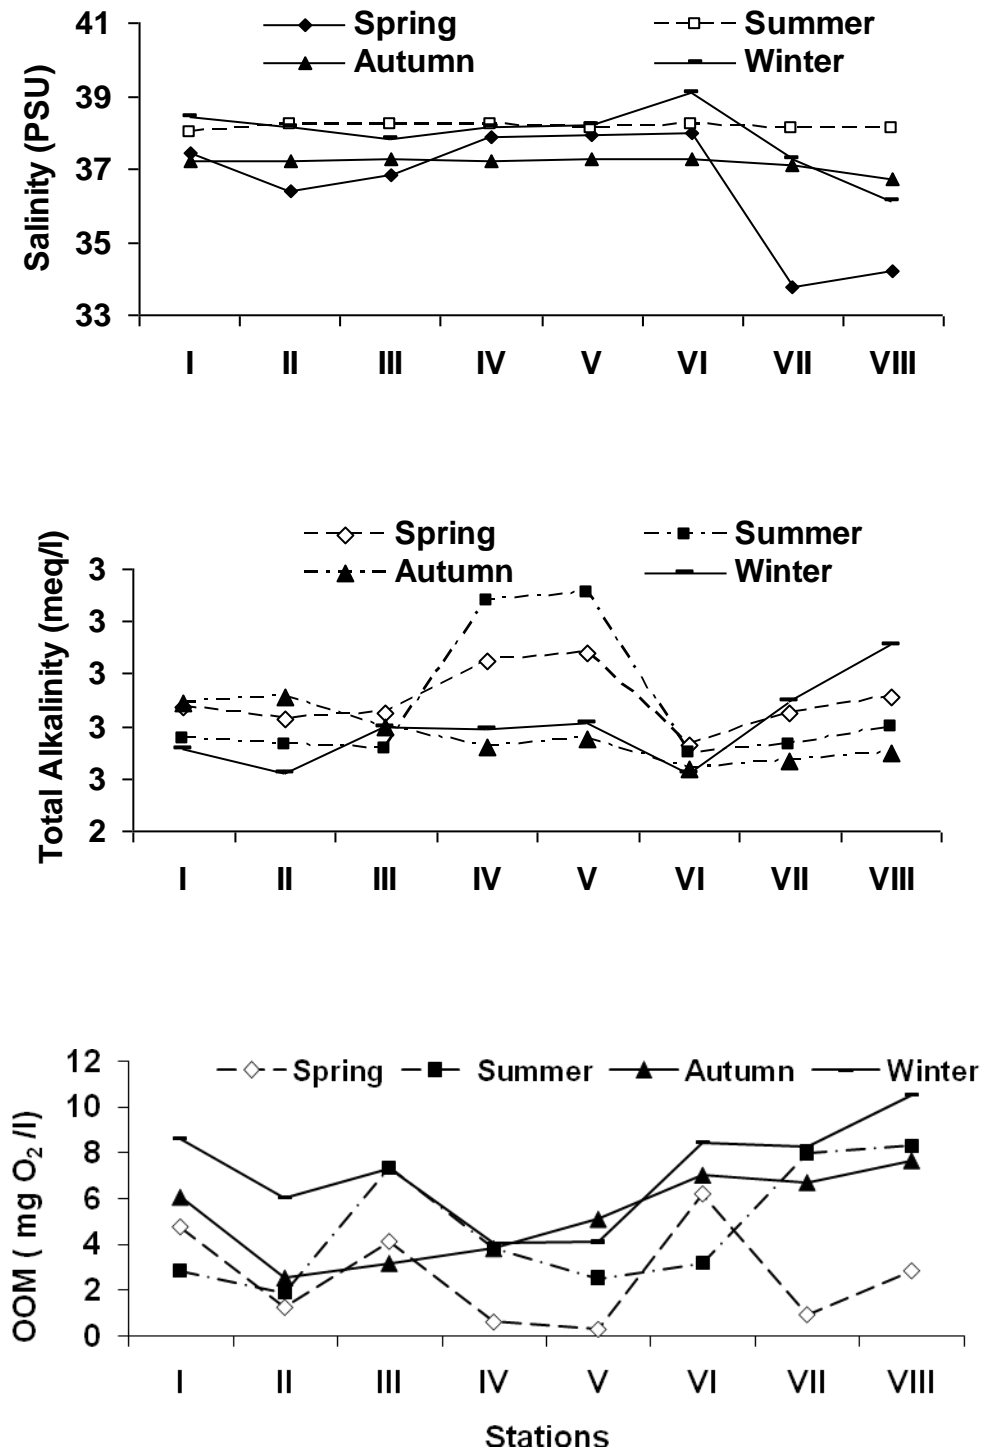 41
Spring
Summer
Autumn
Winter
39
37
35
33
Salinity (PSU)
I II III IV V VI VII VIII
Spring
Summer
Autumn
Winter
3
3
3
3
3
2
Total Alkalinity (meq/l)
I II III IV V VI VII VIII
12
Spring Summer Autumn Winter
10
8
6
4
2
0
OOM ( mg O₂ /l)
I II III IV V VI VII VIII
Stations